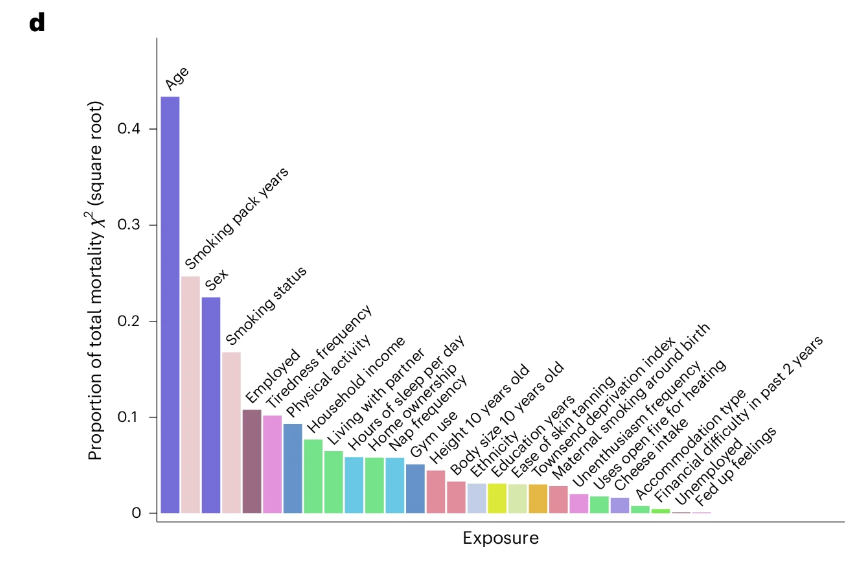 d
Proportion of total mortality χ² (square root)
0.4
0.3
0.2
0.1
0
Age
Smoking pack years
Sex
Smoking status
Employed
Tiredness frequency
Physical activity
Household income
Living with partner
Hours of sleep per day
Home ownership
Nap frequency
Gym use
Height 10 years old
Body size 10 years old
Ethnicity
Education years
Ease of skin tanning
Townsend deprivation index
Maternal smoking around birth
Unenthusiasm frequency
Uses open fire for heating
Cheese intake
Accommodation type
Financial difficulty in past 2 years
Unemployed
Fed up feelings
Exposure